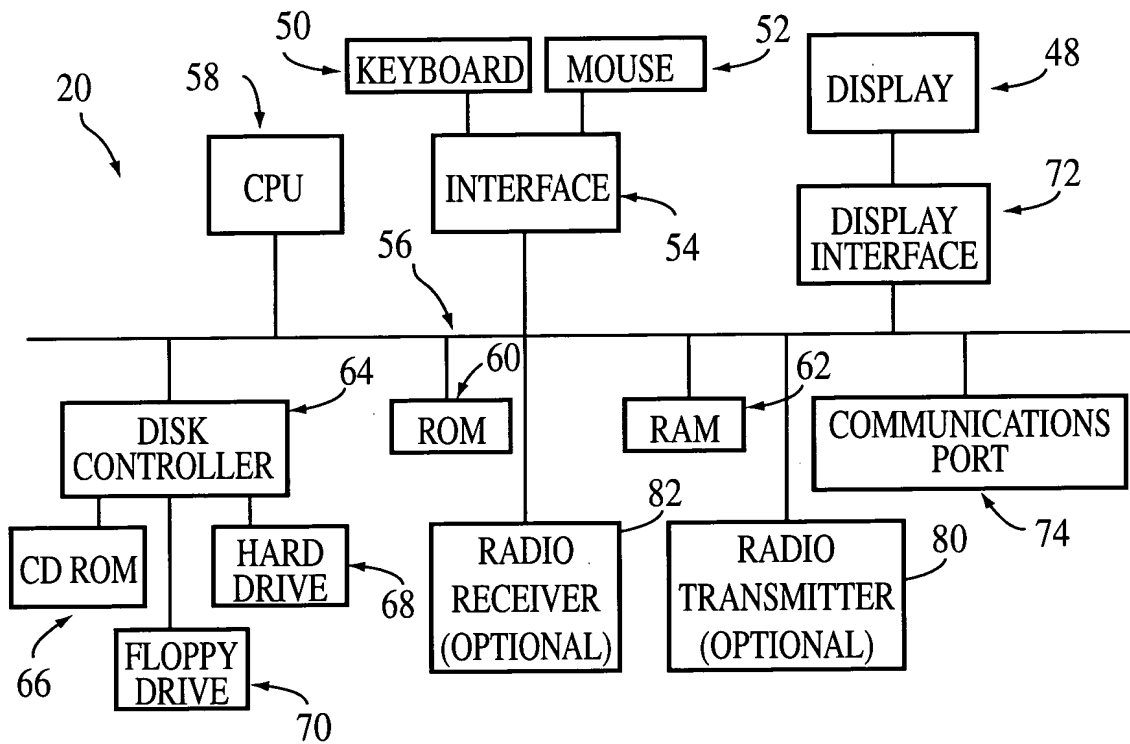 50
KEYBOARD
MOUSE
52
58
20
CPU
INTERFACE
54
DISPLAY
48
72
DISPLAY
INTERFACE
56
64
DISK
CONTROLLER
60
ROM
62
RAM
COMMUNICATIONS
PORT
74
CD ROM
66
HARD
DRIVE
68
FLOPPY
DRIVE
70
82
RADIO
RECEIVER
(OPTIONAL)
RADIO
TRANSMITTER
(OPTIONAL)
80